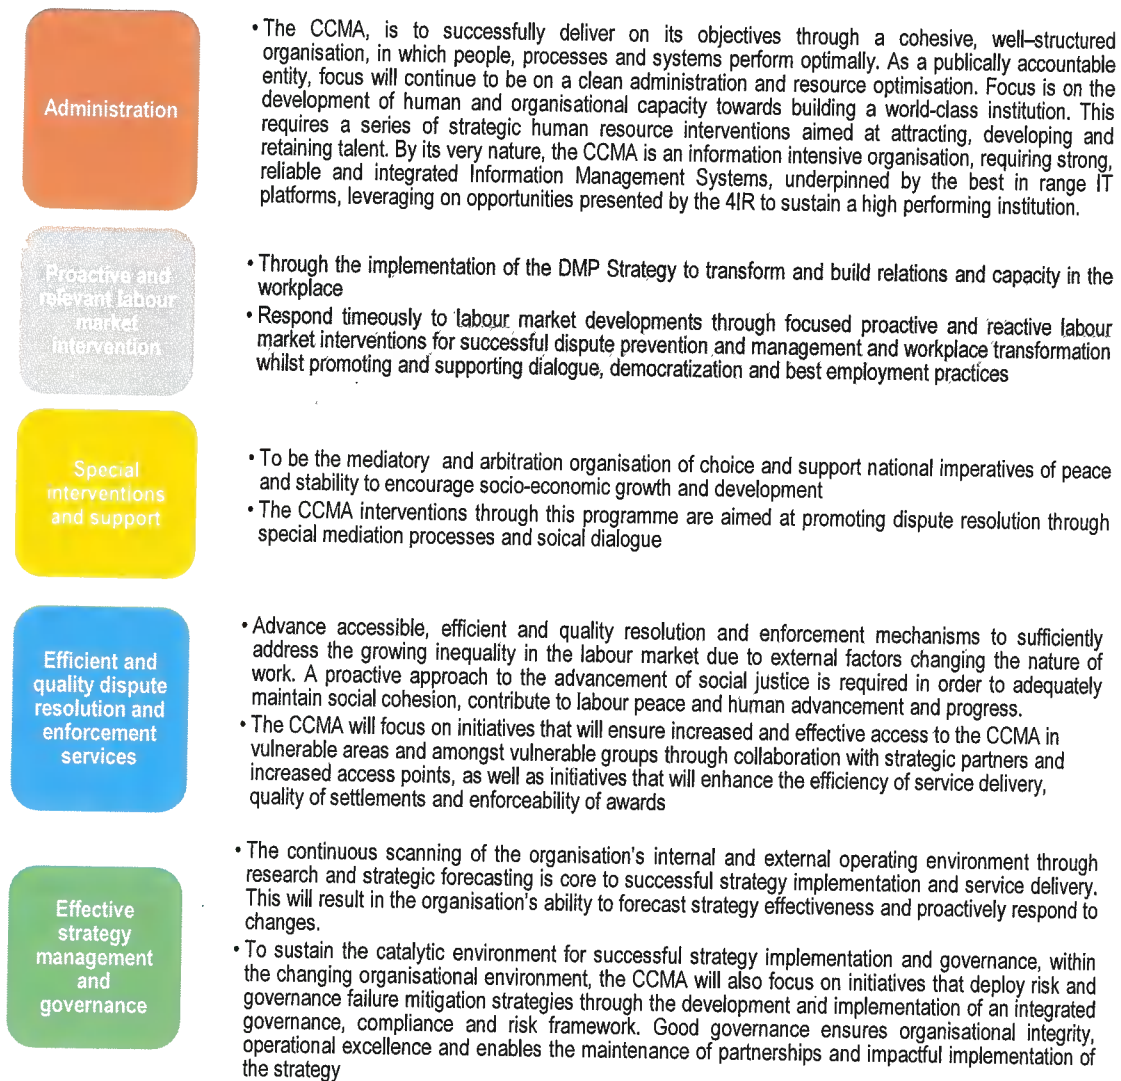 Administration
• The CCMA, is to successfully deliver on its objectives through a cohesive, well–structured
organisation, in which people, processes and systems perform optimally. As a publically accountable
entity, focus will continue to be on a clean administration and resource optimisation. Focus is on the
development of human and organisational capacity towards building a world-class institution. This
requires a series of strategic human resource interventions aimed at attracting, developing and
retaining talent. By its very nature, the CCMA is an information intensive organisation, requiring strong,
reliable and integrated Information Management Systems, underpinned by the best in range IT
platforms, leveraging on opportunities presented by the 4IR to sustain a high performing institution.
Proactive and
relevant labour
market
intervention
• Through the implementation of the DMP Strategy to transform and build relations and capacity in the
workplace
• Respond timeously to labour market developments through focused proactive and reactive labour
market interventions for successful dispute prevention and management and workplace transformation
whilst promoting and supporting dialogue, democratization and best employment practices
Special
interventions
and support
• To be the mediatory and arbitration organisation of choice and support national imperatives of peace
and stability to encourage socio-economic growth and development
• The CCMA interventions through this programme are aimed at promoting dispute resolution through
special mediation processes and soical dialogue
Efficient and
quality dispute
resolution and
enforcement
services
• Advance accessible, efficient and quality resolution and enforcement mechanisms to sufficiently
address the growing inequality in the labour market due to external factors changing the nature of
work. A proactive approach to the advancement of social justice is required in order to adequately
maintain social cohesion, contribute to labour peace and human advancement and progress.
• The CCMA will focus on initiatives that will ensure increased and effective access to the CCMA in
vulnerable areas and amongst vulnerable groups through collaboration with strategic partners and
increased access points, as well as initiatives that will enhance the efficiency of service delivery,
quality of settlements and enforceability of awards
Effective
strategy
management
and
governance
• The continuous scanning of the organisation's internal and external operating environment through
research and strategic forecasting is core to successful strategy implementation and service delivery.
This will result in the organisation's ability to forecast strategy effectiveness and proactively respond to
changes.
• To sustain the catalytic environment for successful strategy implementation and governance, within
the changing organisational environment, the CCMA will also focus on initiatives that deploy risk and
governance failure mitigation strategies through the development and implementation of an integrated
governance, compliance and risk framework. Good governance ensures organisational integrity,
operational excellence and enables the maintenance of partnerships and impactful implementation of
the strategy